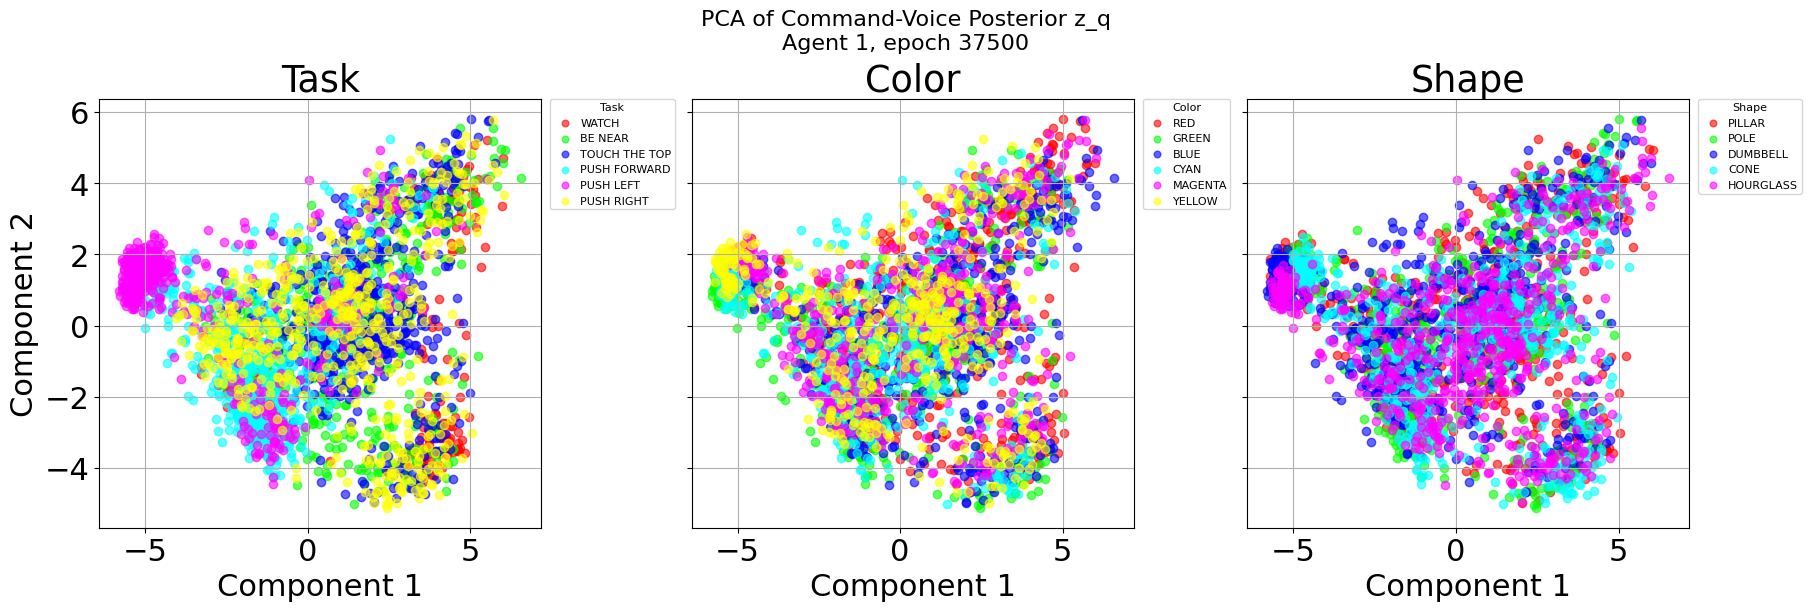 PCA of Command-Voice Posterior z_q
Agent 1, epoch 37500
Task
Component 2
6
4
2
0
−2
−4
−5
0
5
Component 1
Task
WATCH
BE NEAR
TOUCH THE TOP
PUSH FORWARD
PUSH LEFT
PUSH RIGHT
Color
−5
0
5
Component 1
Color
RED
GREEN
BLUE
CYAN
MAGENTA
YELLOW
Shape
−5
0
5
Component 1
Shape
PILLAR
POLE
DUMBBELL
CONE
HOURGLASS